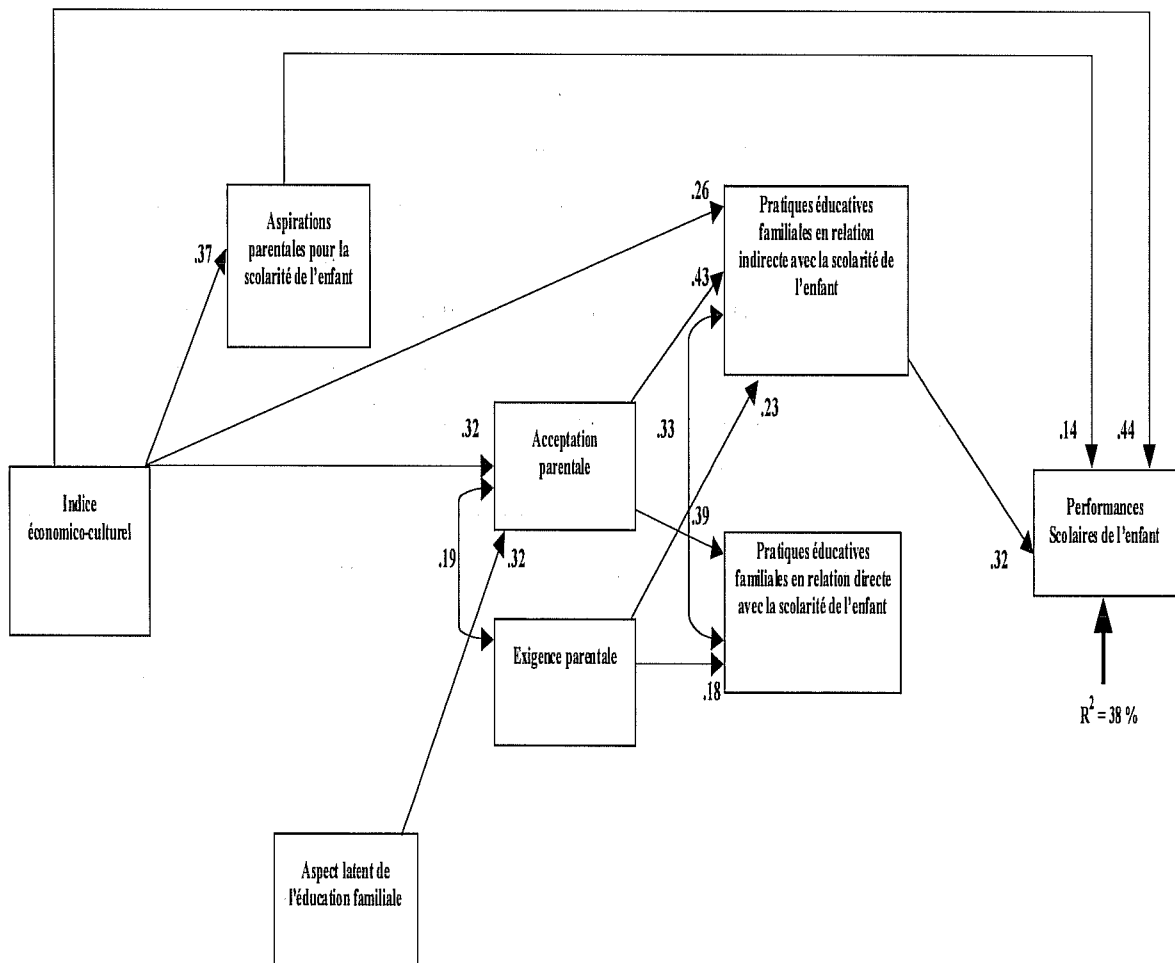 Aspirations
parentales pour la
scolarité de l'enfant
.37
.26
Pratiques éducatives
familiales en relation
indirecte avec la scolarité de
l'enfant
.43
.23
.32
Acceptation
parentale
.33
.14
.44
Indice
économico-culturel
Performances
Scolaires de l'enfant
.39
.19
.32
Pratiques éducatives
familiales en relation directe
avec la scolarité de l'enfant
.32
Exigence parentale
.18
R² = 38 %
Aspect latent de
l'éducation familiale